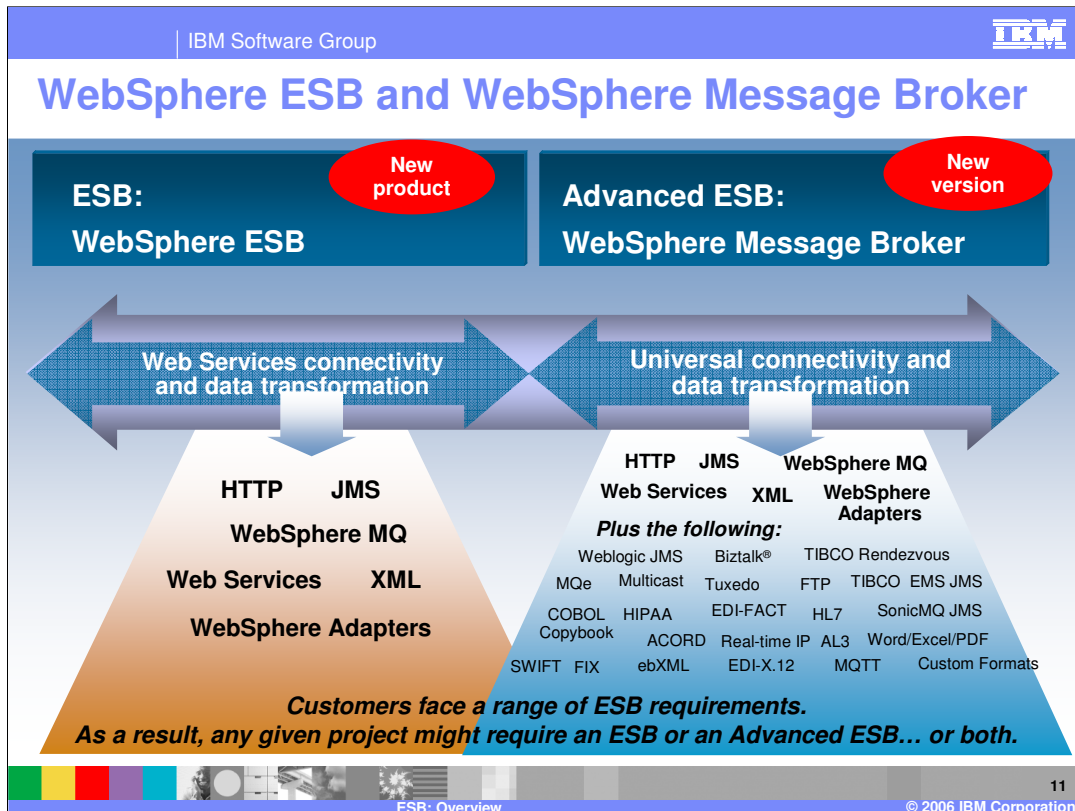 IBM Software Group
IBM
WebSphere ESB and WebSphere Message Broker
ESB:
WebSphere ESB
New
product
Advanced ESB:
WebSphere Message Broker
New
version
Web Services connectivity
and data transformation
Universal connectivity and
data transformation
HTTP JMS
WebSphere MQ
Web Services XML
WebSphere Adapters
HTTP JMS WebSphere MQ
Web Services XML WebSphere
Adapters
Plus the following:
Weblogic JMS Biztalk® TIBCO Rendezvous
MQe Multicast Tuxedo FTP TIBCO EMS JMS
COBOL
Copybook
HIPAA EDI-FACT HL7 SonicMQ JMS
ACORD Real-time IP AL3 Word/Excel/PDF
SWIFT FIX ebXML EDI-X.12 MQTT Custom Formats
Customers face a range of ESB requirements.
As a result, any given project might require an ESB or an Advanced ESB… or both.
11
ESB: Overview
© 2006 IBM Corporation